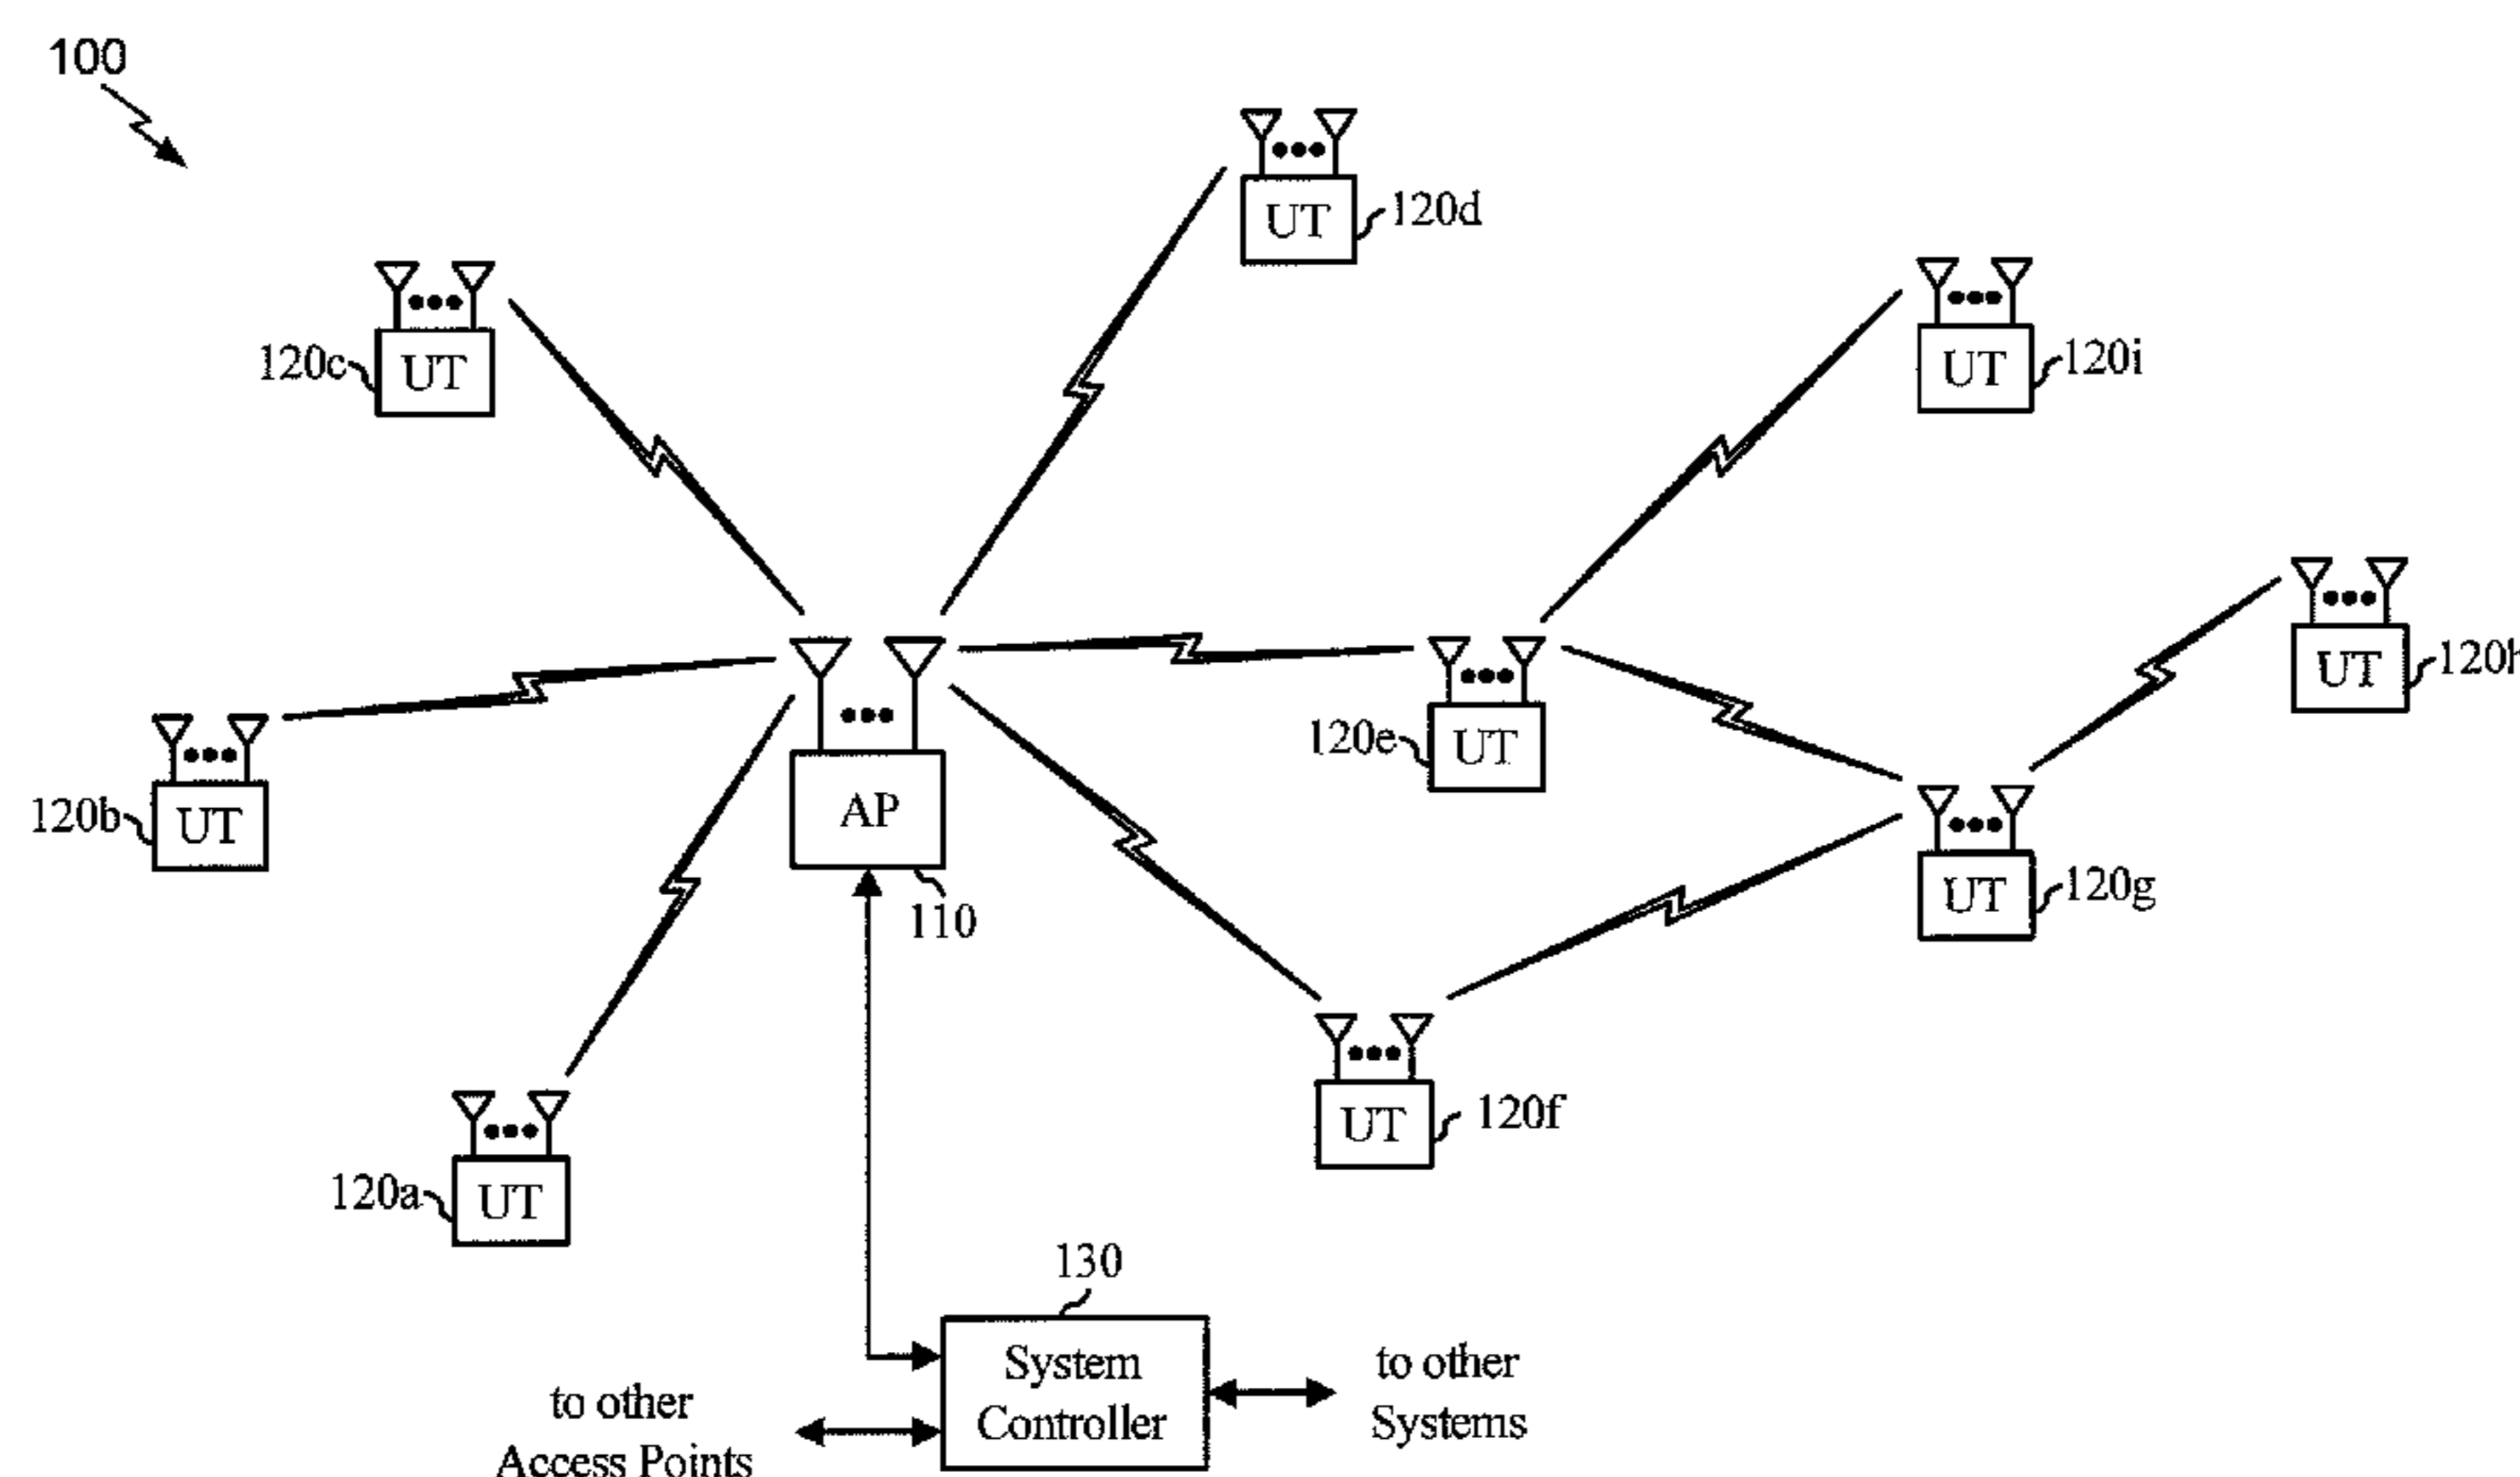 100
UT
120d
UT
120c
UT
120i
UT
120e
UT
120b
UT
AP
110
UT
120g
UT
120f
UT
120a
130
System
Controller
to other
Systems
to other
Access Points